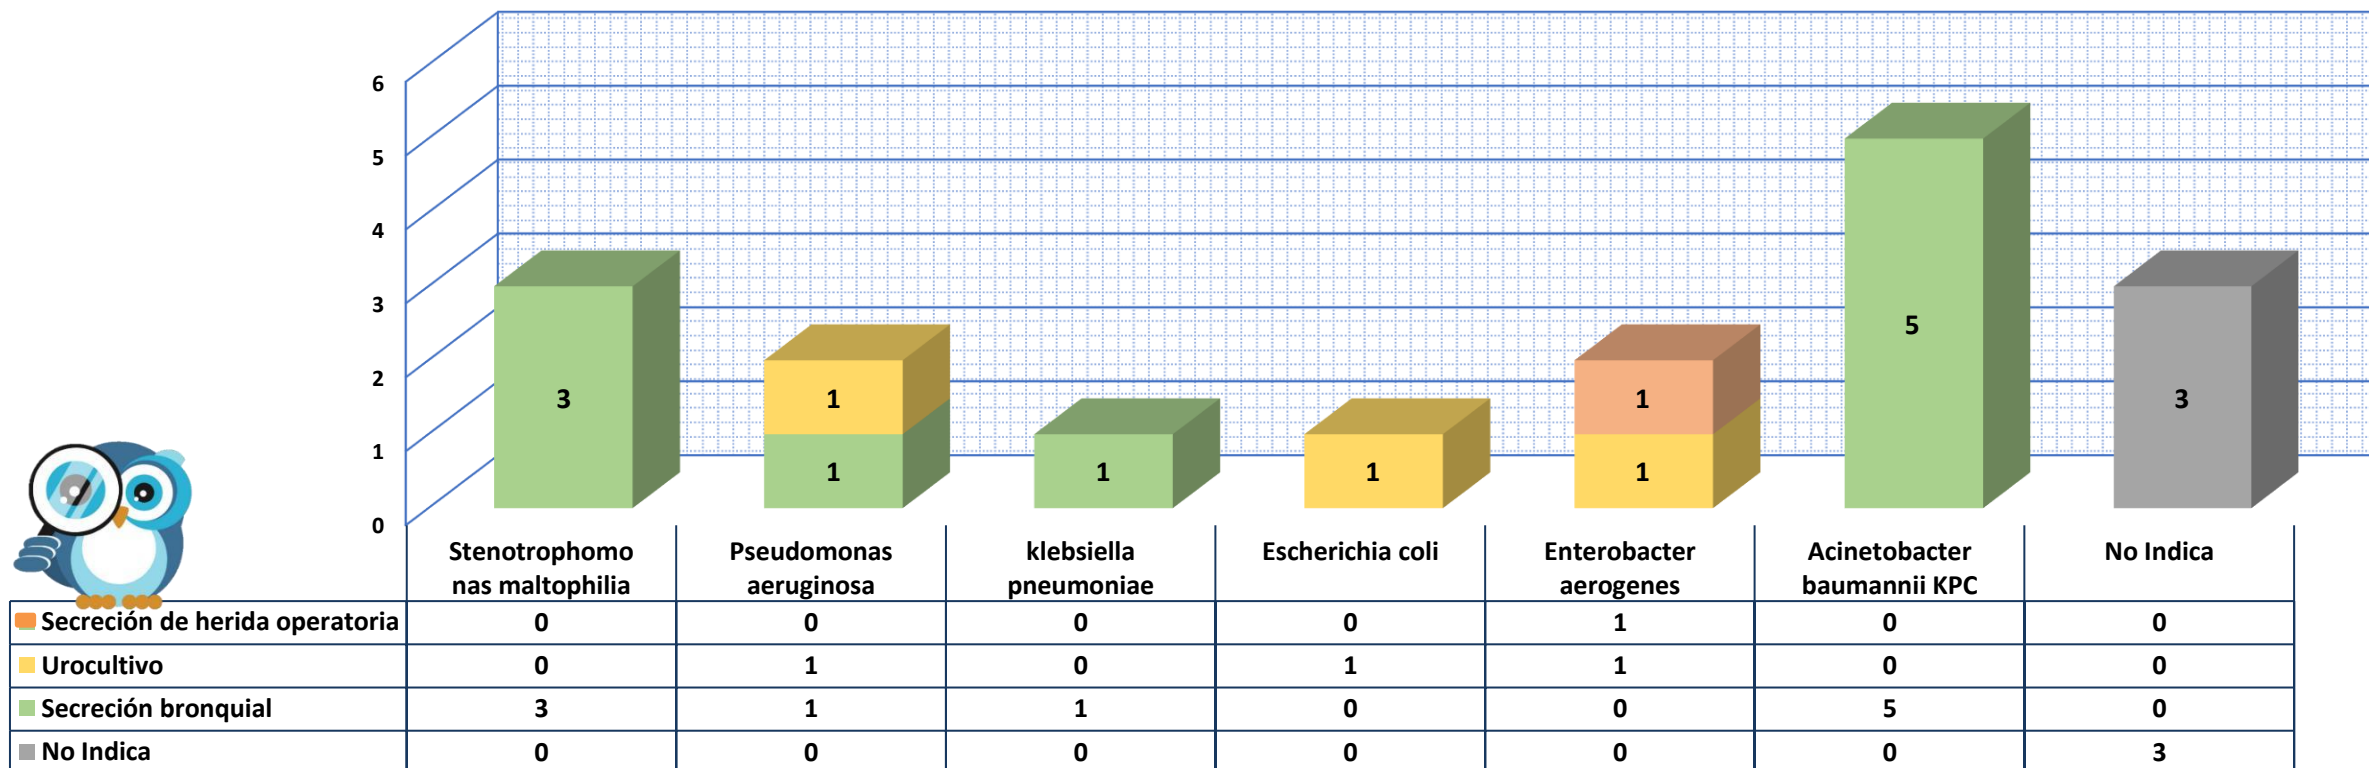 6
5
4
3
2
1
0
3
1
1
1
1
1
1
5
3
Stenotrophomo
nas maltophilia
Pseudomonas
aeruginosa
klebsiella
pneumoniae
Escherichia coli
Enterobacter
aerogenes
Acinetobacter
baumannii KPC
No Indica
Secreción de herida operatoria 0 0 0 0 1 0 0
Urocultivo 0 1 0 1 1 0 0
Secreción bronquial 3 1 1 0 0 5 0
No Indica 0 0 0 0 0 0 3